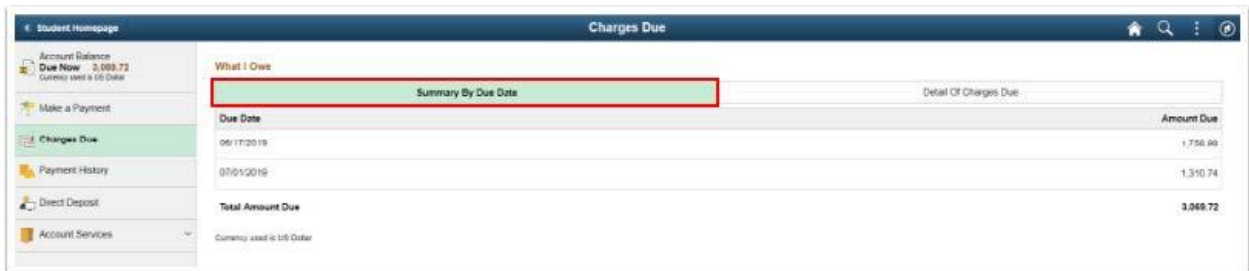 Student Homepage
Charges Due
Account Balance
Due Now 3,069.72
Currency used is US Dollar
Make a Payment
Charges Due
Payment History
Direct Deposit
Account Services
What I Owe
Summary By Due Date Detail Of Charges Due
Due Date Amount Due
06/17/2019
07/01/2019 1,310.74
Total Amount Due 3,069.72
Currency used is US Dollar